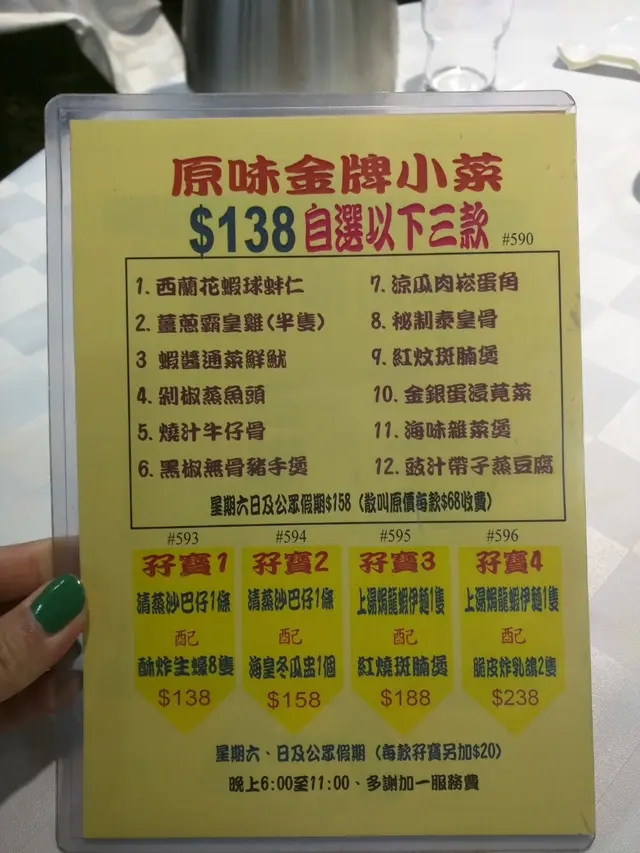 原味金牌小菜
$138自選以下三款 #590
1. 西蘭花蝦球蚌仁
2. 薑蔥霸皇雞(半隻)
3 蝦醬通菜鮮魷
4. 剁椒蒸魚頭
5. 燒汁牛仔骨
6. 黑椒無骨豬手煲
7. 涼瓜肉崧蛋角
8. 秘制泰皇骨
9. 紅炆斑腩煲
10. 金銀蛋浸莧菜
11. 海味雜菜煲
12. 豉汁帶子蒸豆腐
星期六日及公眾假期$158 (散叫原價每款$68收費)
#593
孖寶1
清蒸沙巴仔1條
配
酥炸生蠔8隻
$138
#594
孖寶2
清蒸沙巴仔1條
配
海皇冬瓜盅1個
$158
#595
孖寶3
上湯焗龍蝦伊麵1隻
配
紅燒斑腩煲
$188
#596
孖寶4
上湯焗龍蝦伊麵1隻
配
脆皮炸乳鴿2隻
$238
星期六、日及公眾假期 (每款孖寶另加$20)
晚上6:00至11:00、多謝加一服務費